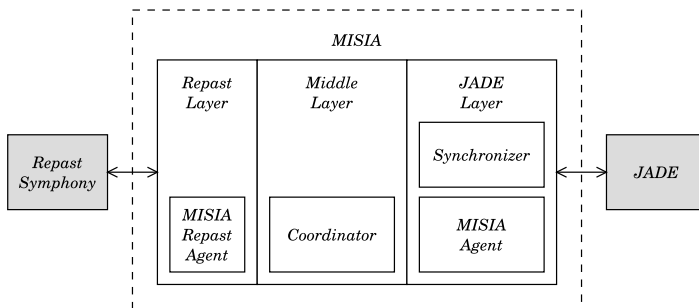 MISIA
Repast
Layer
Middle
Layer
JADE
Layer
Synchronizer
Repast
Symphony
JADE
MISIA
Repast
Agent
Coordinator
MISIA
Agent